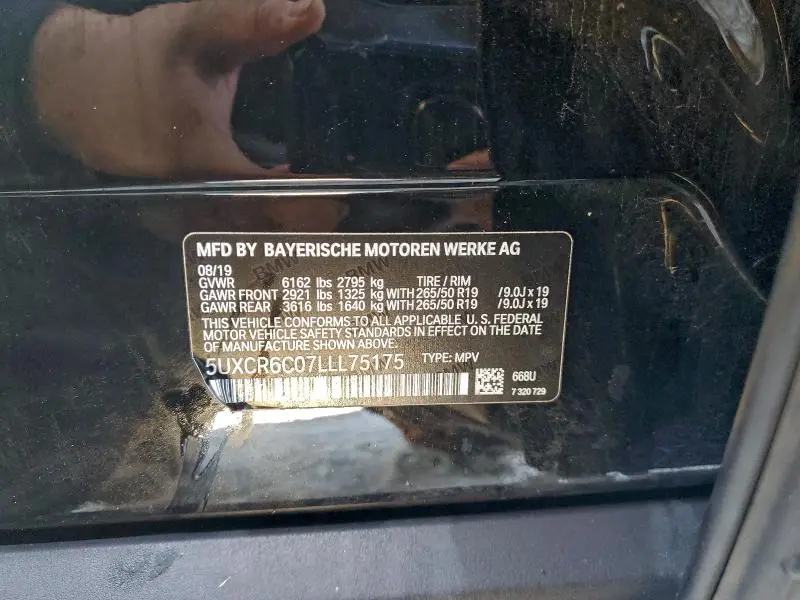 MFD BY BAYERISCHE MOTOREN WERKE AG
08/19
GVWR 6162 lbs 2795 kg TIRE / RIM
GAWR FRONT 2921 lbs 1325 kg WITH 265/50 R19 /9.0J x 19
GAWR REAR 3616 lbs 1640 kg WITH 265/50 R19 /9.0J x 19
THIS VEHICLE CONFORMS TO ALL APPLICABLE U. S. FEDERAL
MOTOR VEHICLE SAFETY STANDARDS IN EFFECT ON THE DATE
OF MANUFACTURE SHOWN ABOVE.
5UXCR6C07LLL75175 TYPE: MPV
668U
7 320 729